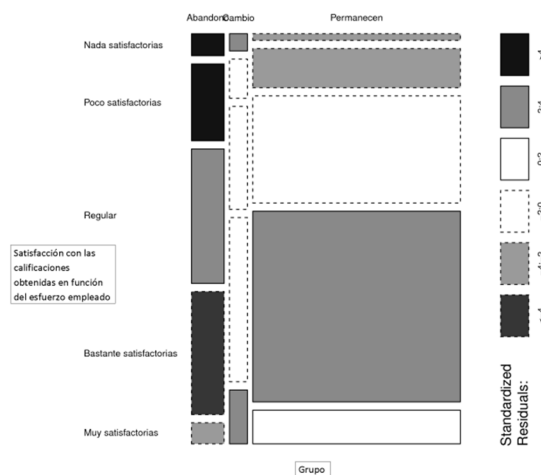 Abandono Cambio Permanecen
Nada satisfactorias
Poco satisfactorias
Regular
Satisfacción con las
calificaciones
obtenidas en función
del esfuerzo empleado
Bastante satisfactorias
Muy satisfactorias
Grupo
Standardized
Residuals: